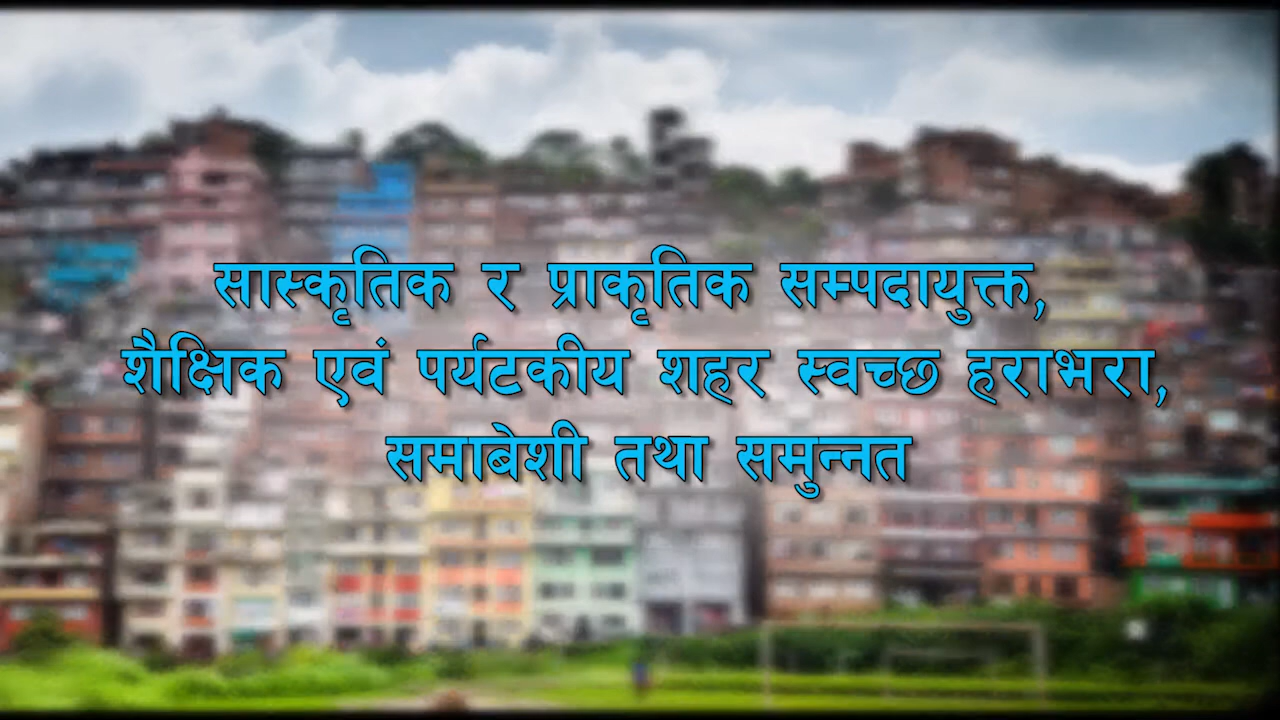 सास्कृतिक र प्राकृतिक सम्पदायुक्त,
शैक्षिक एवं पर्यटकीय शहर स्वच्छ हराभरा,
समाबेशी तथा समुन्नत